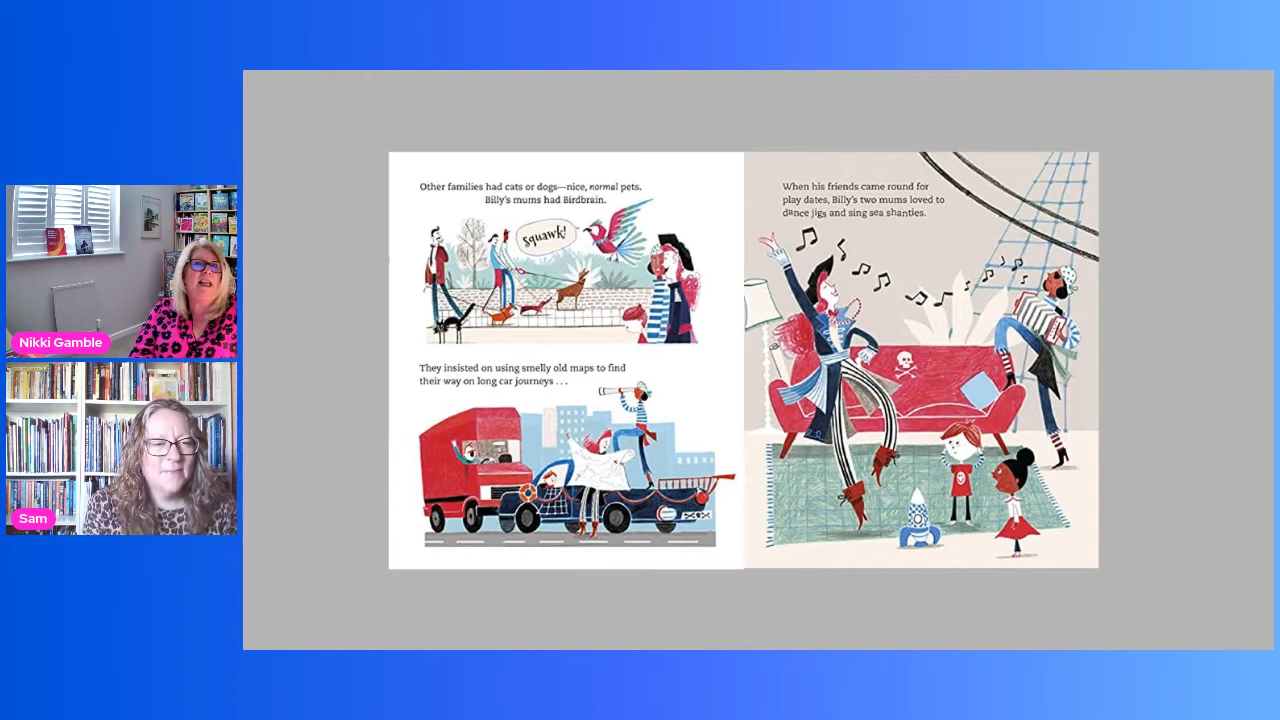 Nikki Gamble
Sam
Other families had cats or dogs—nice, normal pets.
Billy's mums had Birdbrain.
Squawk!
They insisted on using smelly old maps to find
their way on long car journeys . . .
When his friends came round for
play dates, Billy's two mums loved to
dance jigs and sing sea shanties.